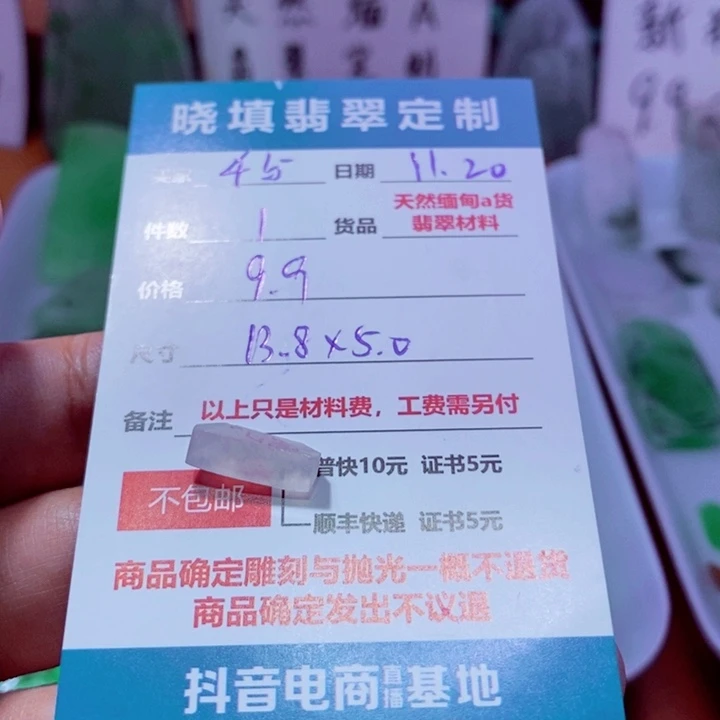 晓填翡翠定制
45 日期 11.20
件数 1 货品 天然缅甸a货
翡翠材料
价格 9.9
尺寸 13.8×5.0
备注 以上只是材料费，工费需另付
普快10元 证书5元
不包邮
顺丰快递 证书5元
商品确定雕刻与抛光一概不退货
商品确定发出不议退
抖音电商直播基地